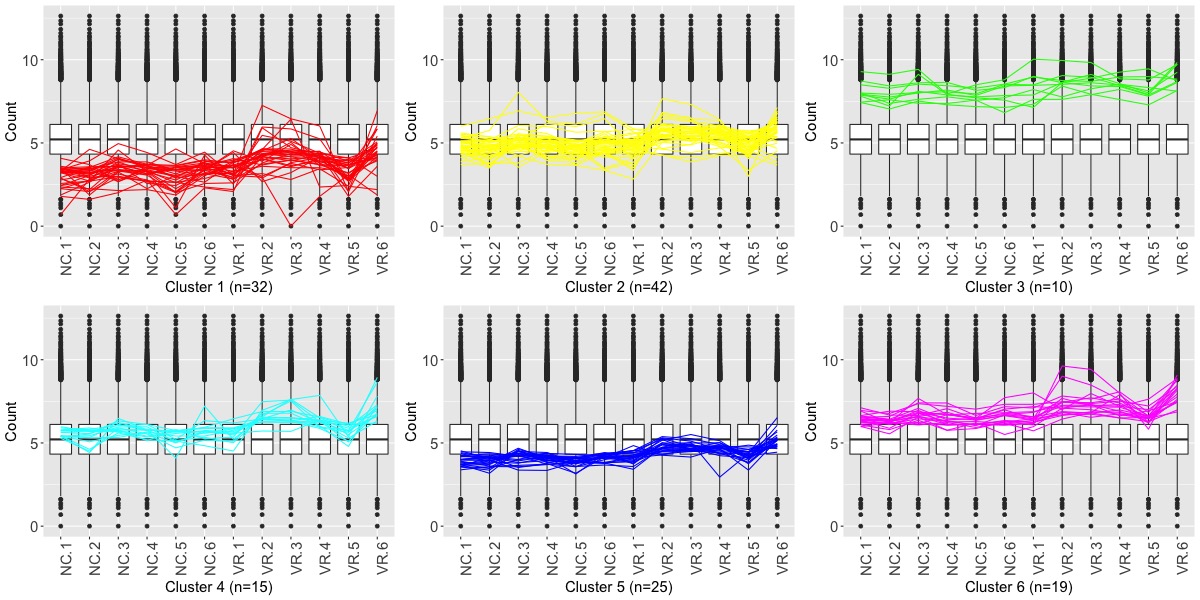 10
5
0
Count
NC.1 NC.2 NC.3 NC.4 NC.5 NC.6 VR.1 VR.2 VR.3 VR.4 VR.5 VR.6
Cluster 1 (n=32)
10
5
0
Count
NC.1 NC.2 NC.3 NC.4 NC.5 NC.6 VR.1 VR.2 VR.3 VR.4 VR.5 VR.6
Cluster 2 (n=42)
10
5
0
Count
NC.1 NC.2 NC.3 NC.4 NC.5 NC.6 VR.1 VR.2 VR.3 VR.4 VR.5 VR.6
Cluster 3 (n=10)
10
5
0
Count
NC.1 NC.2 NC.3 NC.4 NC.5 NC.6 VR.1 VR.2 VR.3 VR.4 VR.5 VR.6
Cluster 4 (n=15)
10
5
0
Count
NC.1 NC.2 NC.3 NC.4 NC.5 NC.6 VR.1 VR.2 VR.3 VR.4 VR.5 VR.6
Cluster 5 (n=25)
10
5
0
Count
NC.1 NC.2 NC.3 NC.4 NC.5 NC.6 VR.1 VR.2 VR.3 VR.4 VR.5 VR.6
Cluster 6 (n=19)